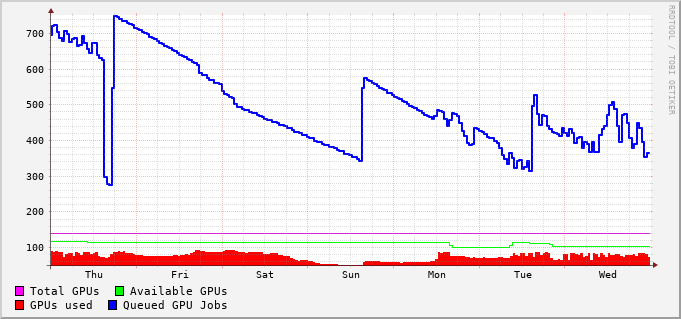 RRDTOOL / TOBI OETIKER
700
600
500
400
300
200
100
Thu Fri Sat Sun Mon Tue Wed
Total GPUs Available GPUs
GPUs used Queued GPU Jobs